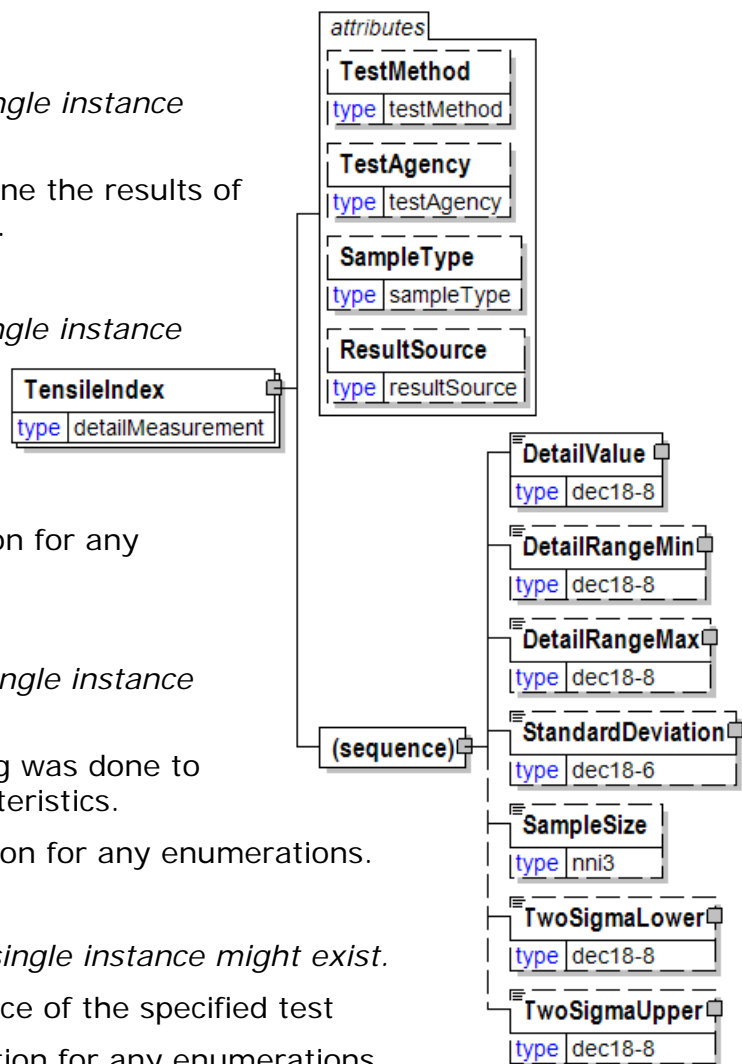 ngle instance
ne the results of
.
ngle instance
on for any
ngle instance
g was done to
teristics.
on for any enumerations.
single instance might exist.
ce of the specified test
tion for any enumerations
attributes
TestMethod
type testMethod
TestAgency
type testAgency
SampleType
type sampleType
ResultSource
type resultSource
TensileIndex
type detailMeasurement
(sequence)
DetailValue
type dec18-8
DetailRangeMin
type dec18-8
DetailRangeMax
type dec18-8
StandardDeviation
type dec18-6
SampleSize
type nni3
TwoSigmaLower
type dec18-8
TwoSigmaUpper
type dec18-8